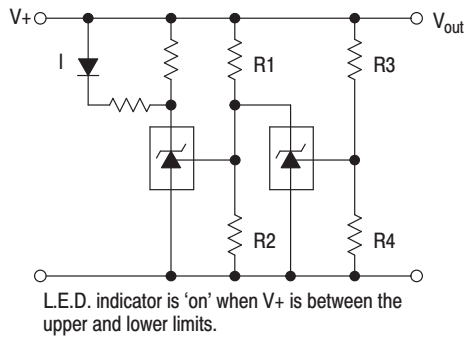 V+
Vout
I
R1
R3
R2
R4
L.E.D. indicator is ‘on’ when V+ is between the
upper and lower limits.